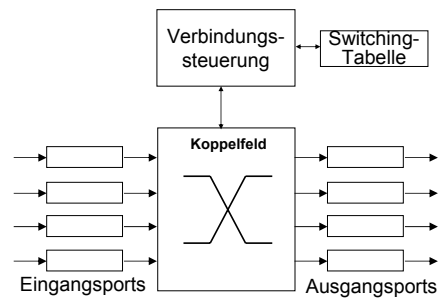 Verbindungs-
steuerung
Switching-
Tabelle
Koppelfeld
Eingangsports
Ausgangsports